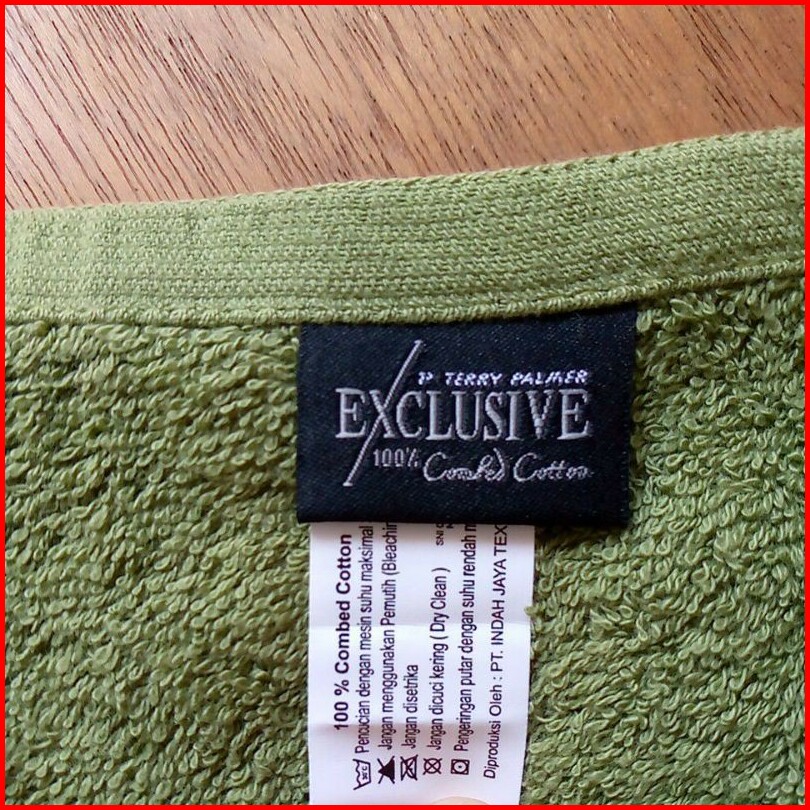 TERRY PALMER
EXCLUSIVE
100% Combed Cotton
100 % Combed Cotton
Pencucian dengan mesin suhu maksimal
Jangan menggunakan Pemutih (Bleachin
Jangan disetrika
Jangan dicuci kering ( Dry Clean )
SNI
Pengeringan putar dengan suhu rendah
Diproduksi Oleh : PT. INDAH JAYA TEX